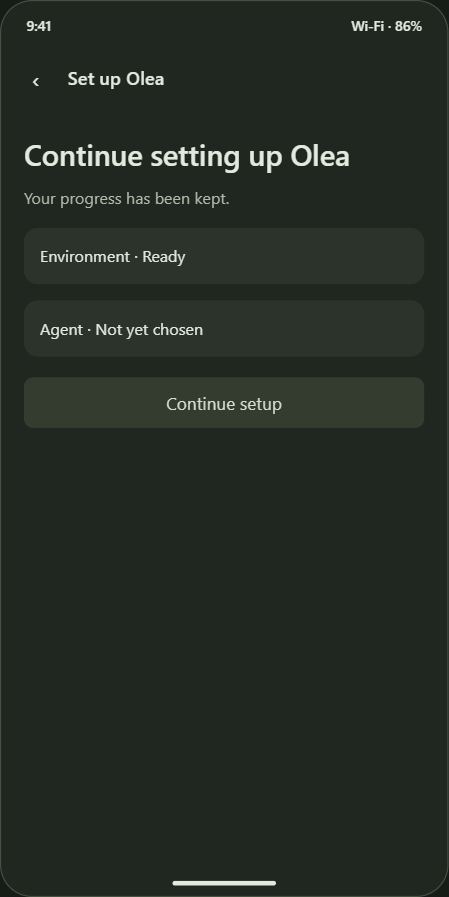 9:41
Wi-Fi · 86%
‹ Set up Olea
Continue setting up Olea
Your progress has been kept.
Environment · Ready
Agent · Not yet chosen
Continue setup